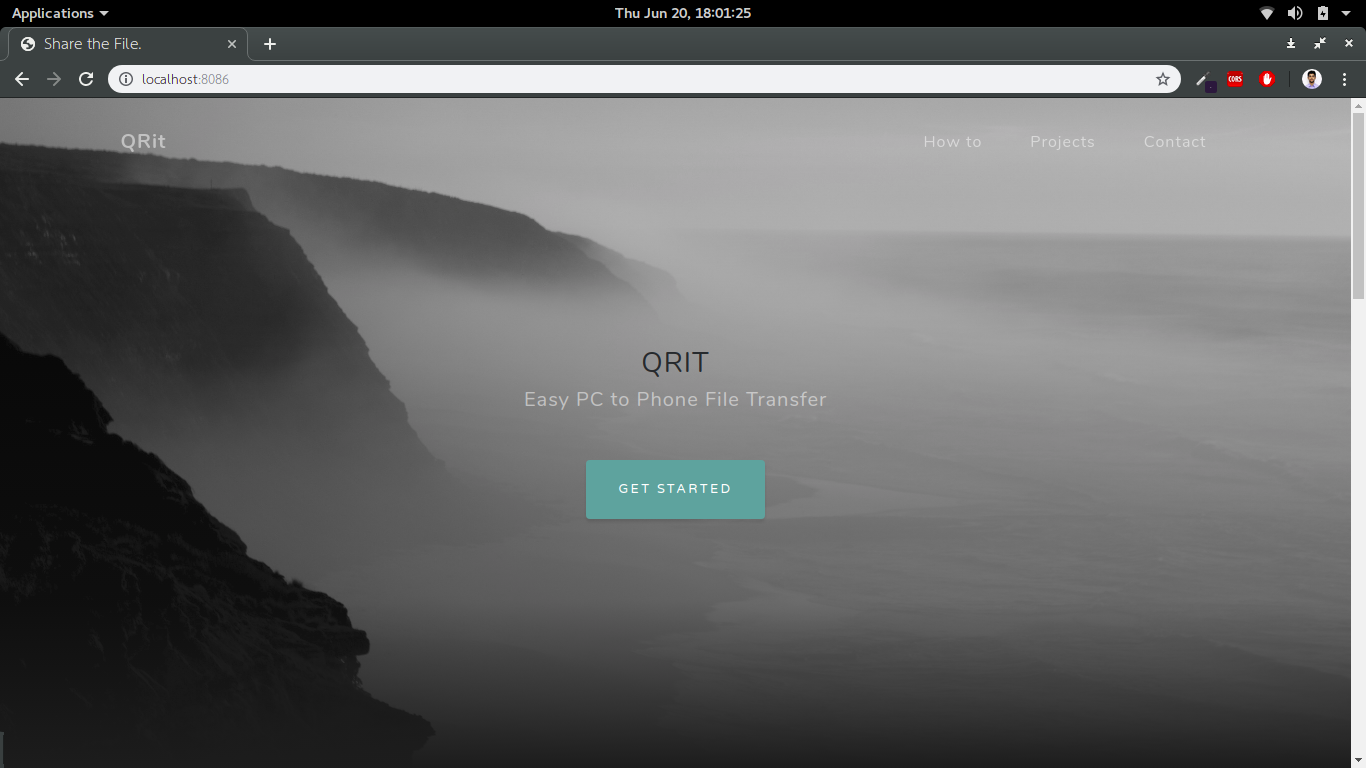 Applications
Thu Jun 20, 18:01:25
Share the File.
localhost:8086
CORS
QRit
How to
Projects
Contact
QRIT
Easy PC to Phone File Transfer
GET STARTED